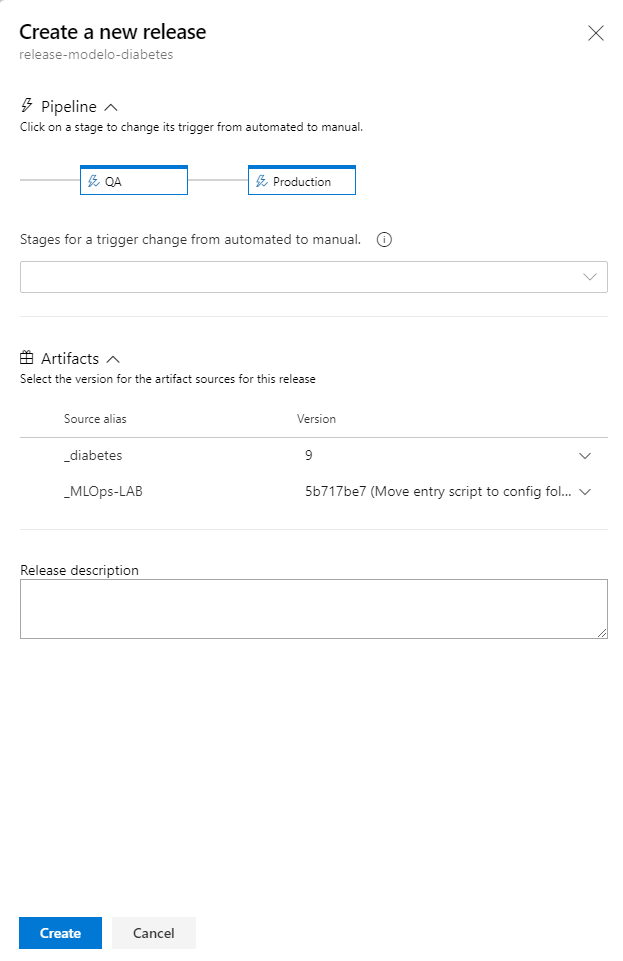 Create a new release
release-modelo-diabetes
Pipeline
Click on a stage to change its trigger from automated to manual.
QA
Production
Stages for a trigger change from automated to manual.
Artifacts
Select the version for the artifact sources for this release
Source alias Version
_diabetes 9
_MLOps-LAB 5b717be7 (Move entry script to config fol...
Release description
Create Cancel